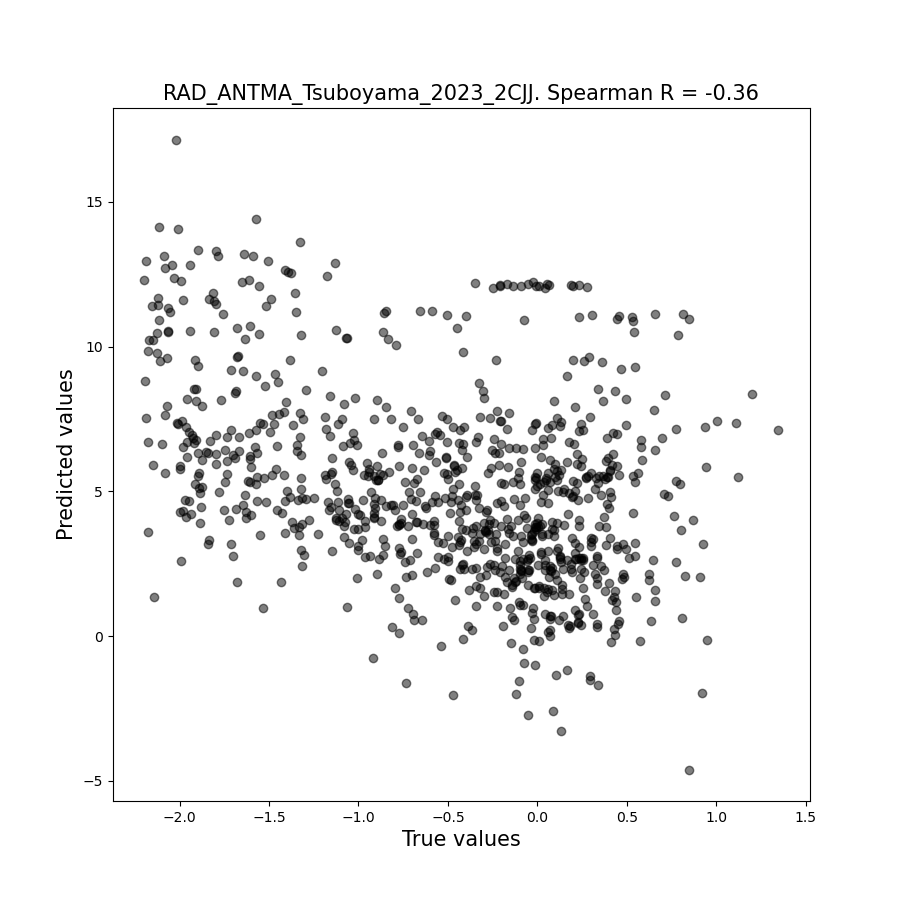 RAD_ANTMA_Tsuboyama_2023_2CJJ. Spearman R = -0.36
Predicted values
15
10
5
0
−5
−2.0 −1.5 −1.0 −0.5 0.0 0.5 1.0 1.5
True values